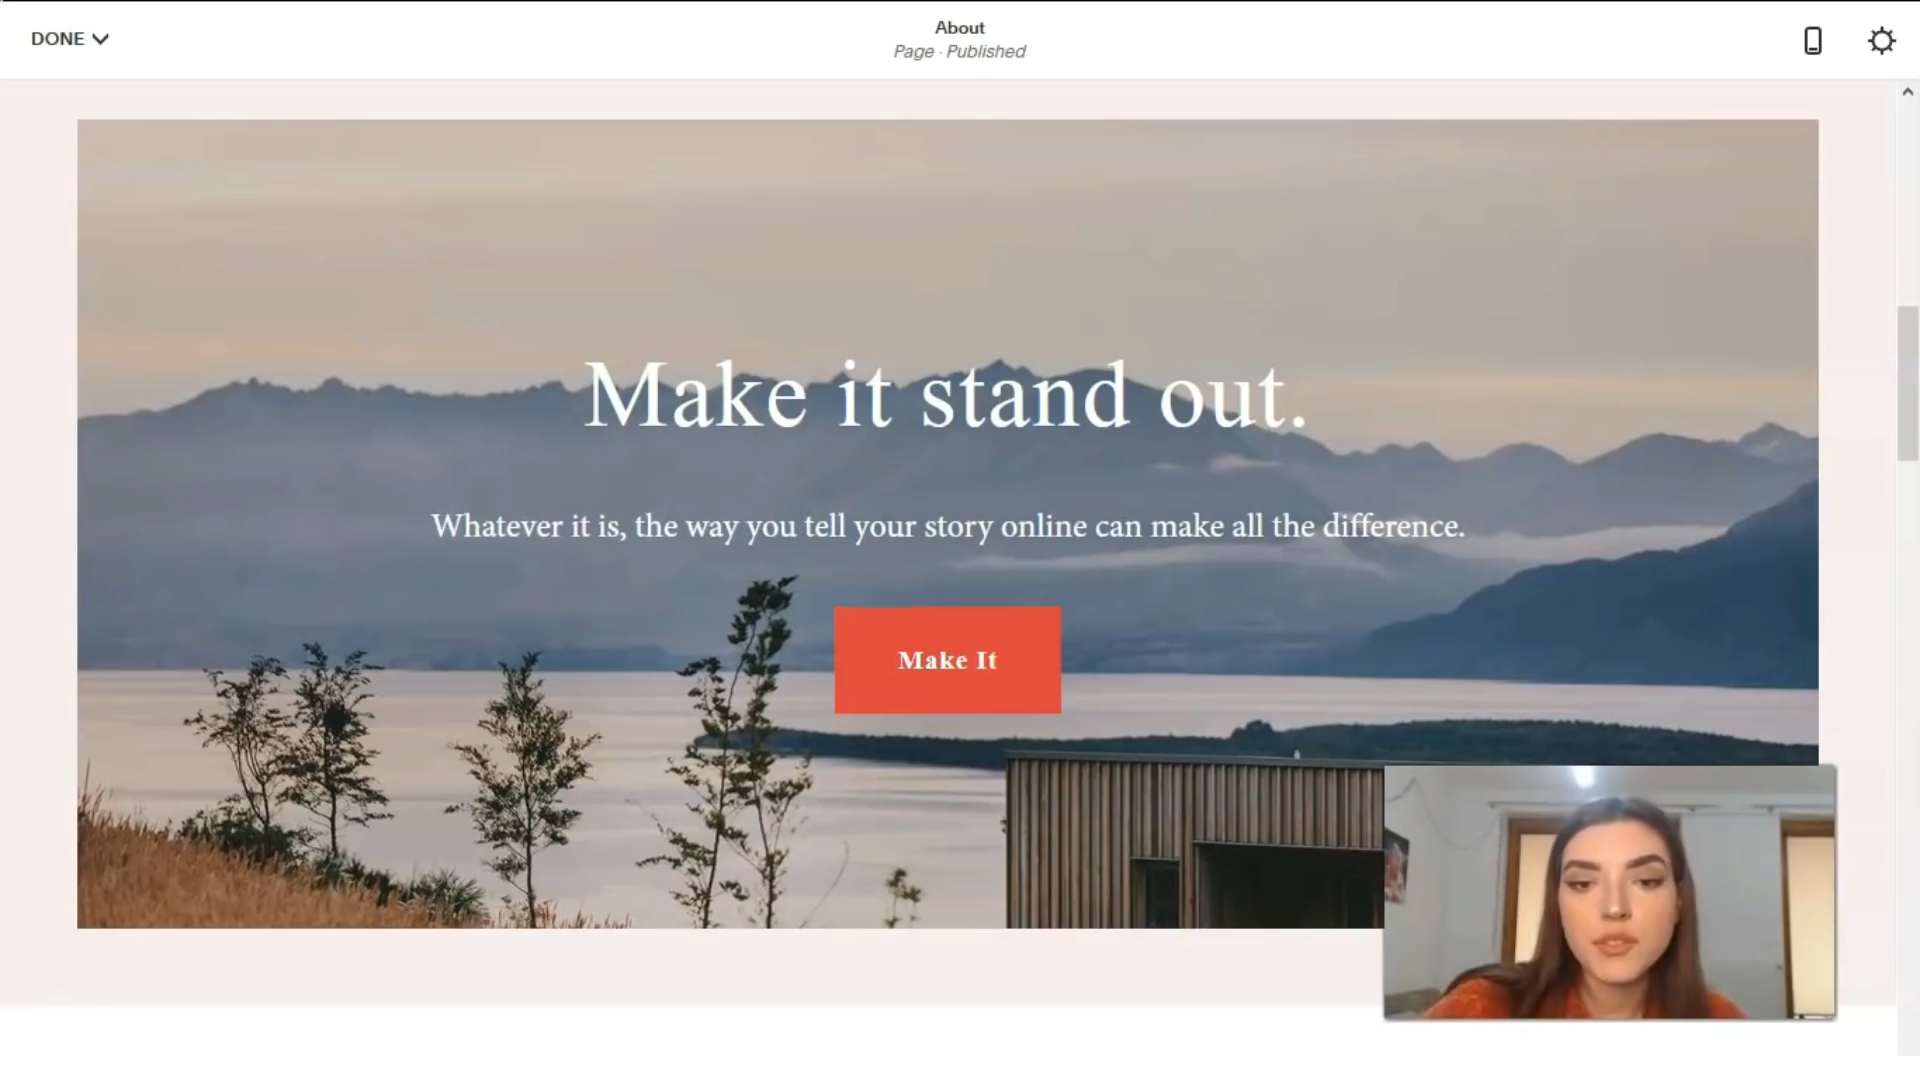 DONE
About
Page · Published
Make it stand out.
Whatever it is, the way you tell your story online can make all the difference.
Make It